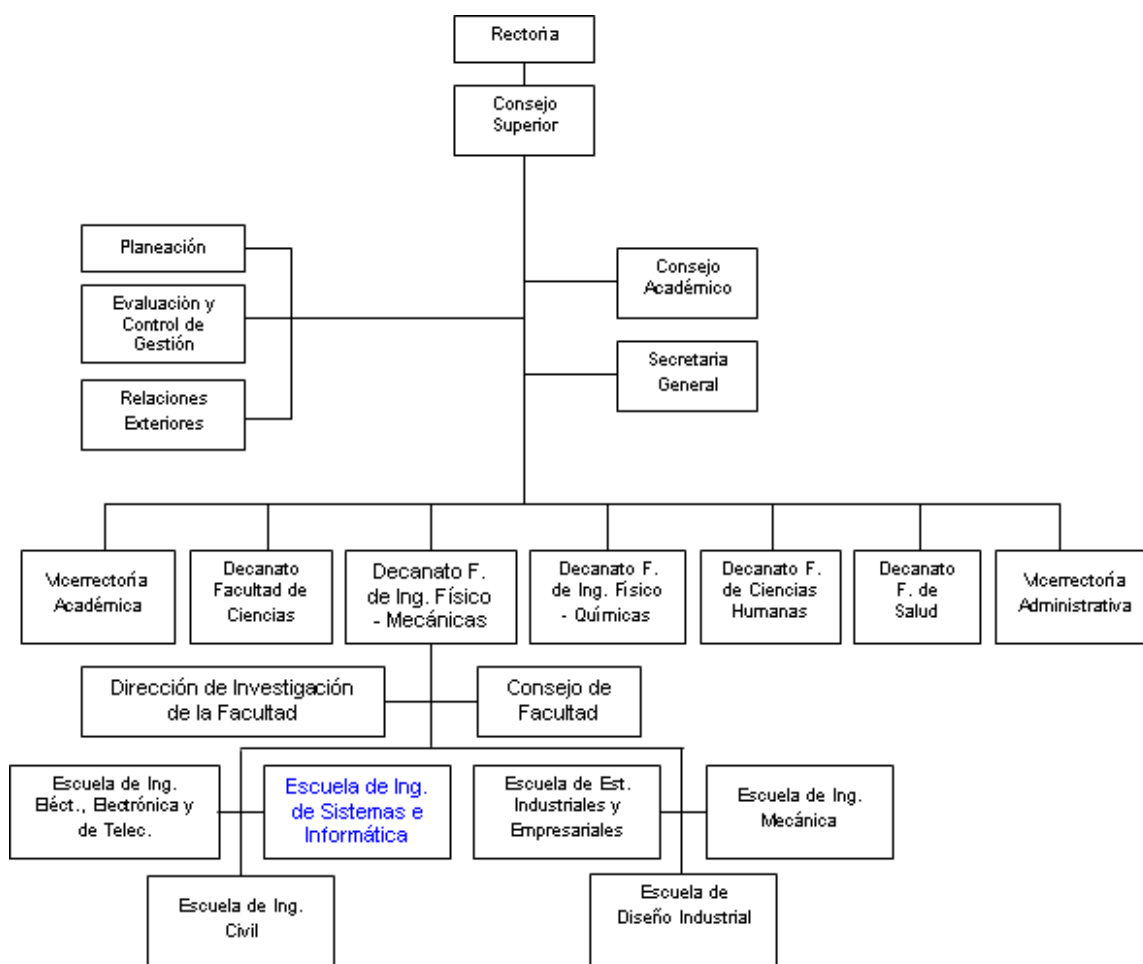 Rectoria
Consejo
Superior
Planeación
Evaluación y
Control de
Gestión
Relaciones
Exteriores
Consejo
Académico
Secretaria
General
Vicerrectoría
Académica
Decanato
Facultad de
Ciencias
Decanato F.
de Ing. Físico
- Mecánicas
Decanato F.
de Ing. Físico
- Químicas
Decanato F.
de Ciencias
Humanas
Decanato
F. de
Salud
Vicerrectoría
Administrativa
Dirección de Investigación
de la Facultad
Consejo de
Facultad
Escuela de Ing.
Eléct., Electrónica y
de Telec.
Escuela de Ing.
de Sistemas e
Informática
Escuela de Est.
Industriales y
Empresariales
Escuela de Ing.
Mecánica
Escuela de Ing.
Civil
Escuela de
Diseño Industrial